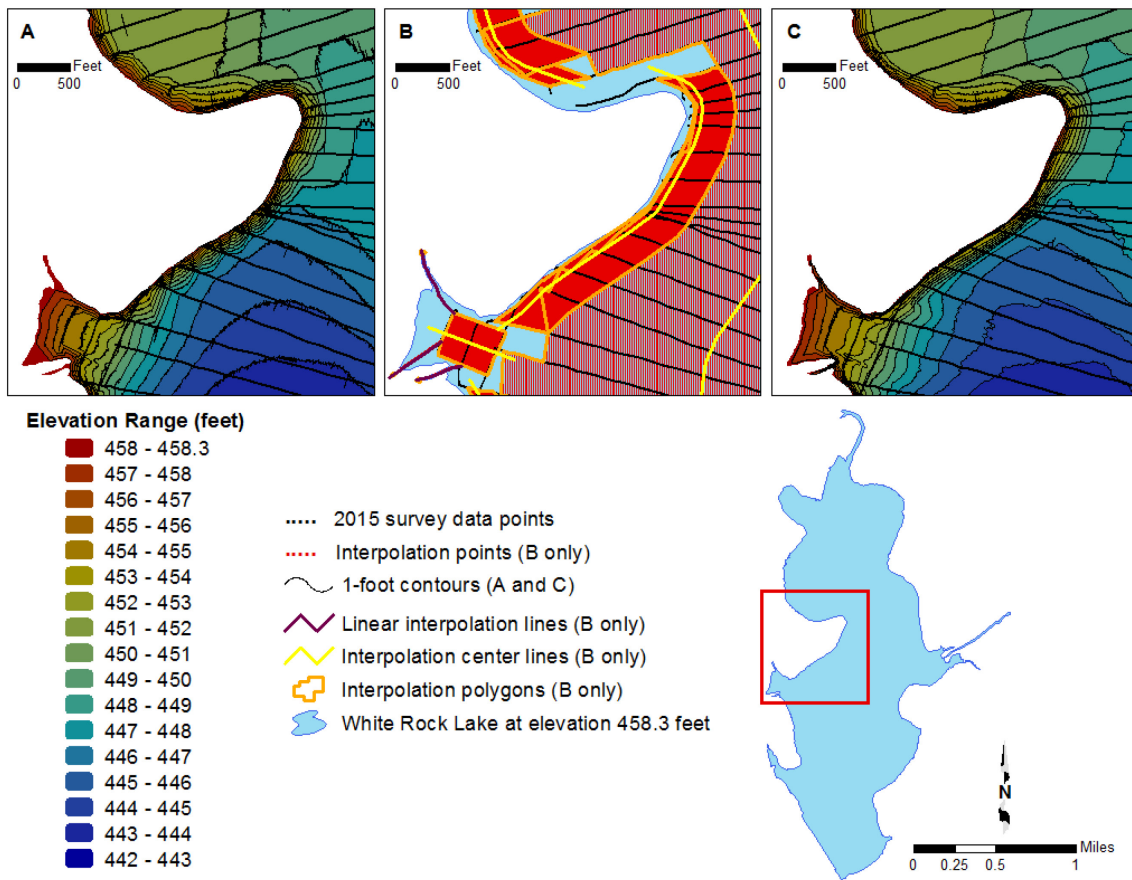 A
Feet
0 500
B
Feet
0 500
C
Feet
0 500
Elevation Range (feet)
458 - 458.3
457 - 458
456 - 457
455 - 456
454 - 455
453 - 454
452 - 453
451 - 452
450 - 451
449 - 450
448 - 449
447 - 448
446 - 447
445 - 446
444 - 445
443 - 444
442 - 443
2015 survey data points
Interpolation points (B only)
1-foot contours (A and C)
Linear interpolation lines (B only)
Interpolation center lines (B only)
Interpolation polygons (B only)
White Rock Lake at elevation 458.3 feet
N
Miles
0 0.25 0.5 1